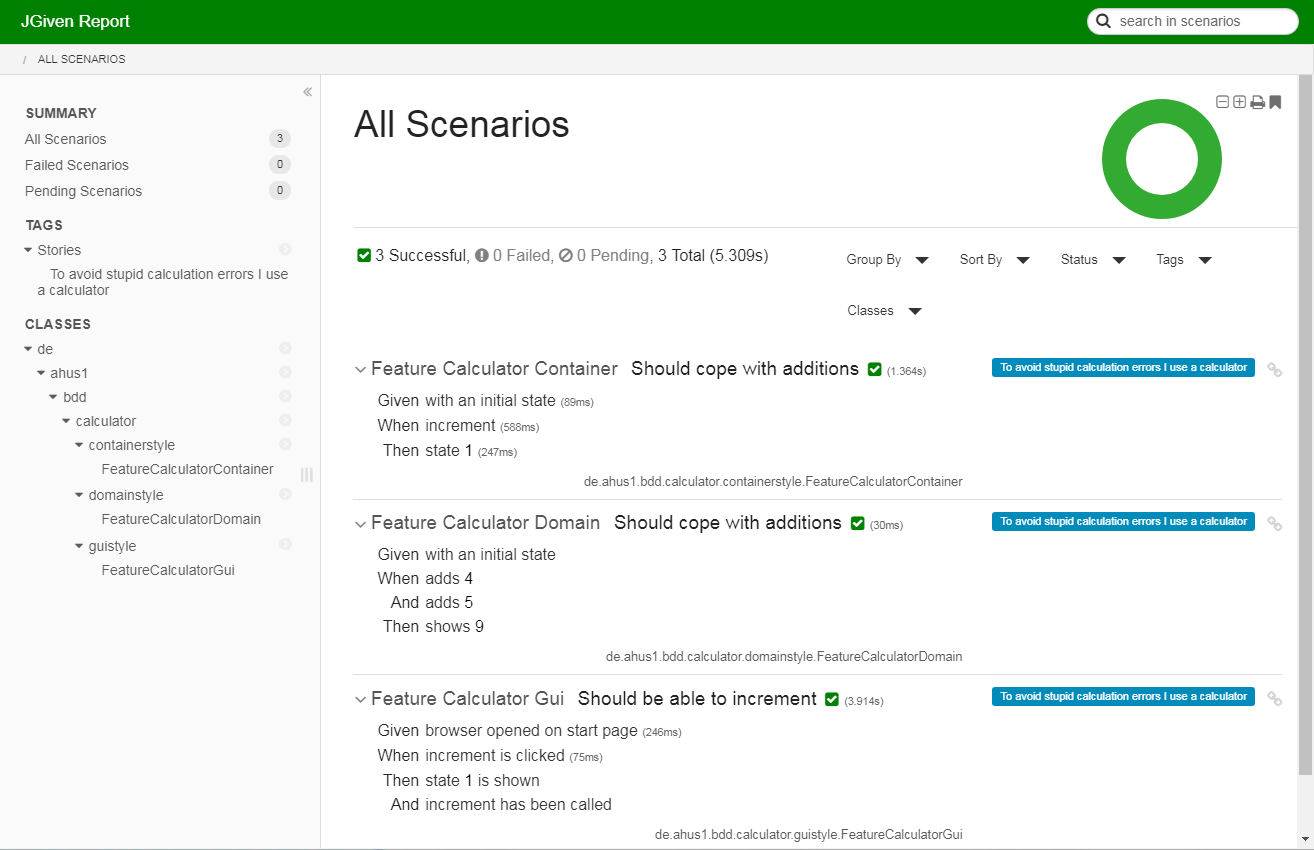 JGiven Report
search in scenarios
/ ALL SCENARIOS
SUMMARY
All Scenarios 3
Failed Scenarios 0
Pending Scenarios 0
TAGS
Stories
To avoid stupid calculation errors I use
a calculator
CLASSES
de
ahus1
bdd
calculator
containerstyle
FeatureCalculatorContainer
domainstyle
FeatureCalculatorDomain
guistyle
FeatureCalculatorGui
All Scenarios
3 Successful, 0 Failed, 0 Pending, 3 Total (5.309s)
Group By Sort By Status Tags
Classes
Feature Calculator Container Should cope with additions (1.364s) To avoid stupid calculation errors I use a calculator
Given with an initial state (89ms)
When increment (588ms)
Then state 1 (247ms)
de.ahus1.bdd.calculator.containerstyle.FeatureCalculatorContainer
Feature Calculator Domain Should cope with additions (30ms) To avoid stupid calculation errors I use a calculator
Given with an initial state
When adds 4
And adds 5
Then shows 9
de.ahus1.bdd.calculator.domainstyle.FeatureCalculatorDomain
Feature Calculator Gui Should be able to increment (3.914s) To avoid stupid calculation errors I use a calculator
Given browser opened on start page (246ms)
When increment is clicked (75ms)
Then state 1 is shown
And increment has been called
de.ahus1.bdd.calculator.guistyle.FeatureCalculatorGui